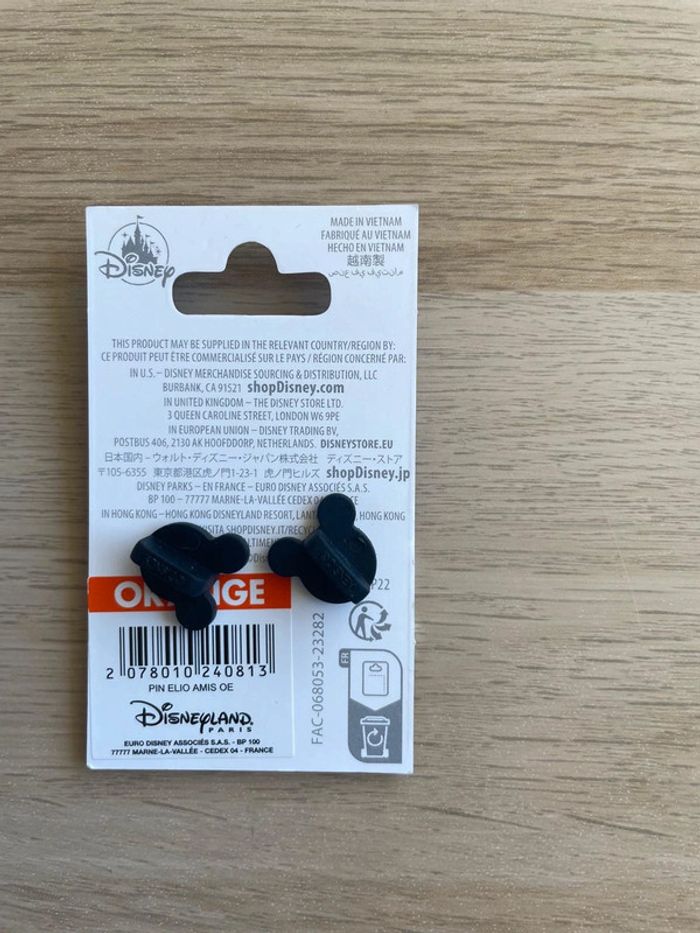 Disney
MADE IN VIETNAM
FABRIQUÉ AU VIETNAM
HECHO EN VIETNAM
越南製
صنع في فيتنام
THIS PRODUCT MAY BE SUPPLIED IN THE RELEVANT COUNTRY/REGION BY:
CE PRODUIT PEUT ÊTRE COMMERCIALISÉ SUR LE PAYS / RÉGION CONCERNÉ PAR:
IN U.S. – DISNEY MERCHANDISE SOURCING & DISTRIBUTION, LLC
BURBANK, CA 91521 shopDisney.com
IN UNITED KINGDOM – THE DISNEY STORE LTD.
3 QUEEN CAROLINE STREET, LONDON W6 9PE
IN EUROPEAN UNION – DISNEY TRADING BV,
POSTBUS 406, 2130 AK HOOFDDORP, NETHERLANDS. DISNEYSTORE.EU
日本国内 – ウォルト・ディズニー・ジャパン株式会社 ディズニー・ストア
〒105-6355 東京都港区虎ノ門1-23-1 虎ノ門ヒルズ shopDisney.jp
DISNEY PARKS – EN FRANCE – EURO DISNEY ASSOCIÉS S.A.S.
BP 100 – 77777 MARNE-LA-VALLÉE CEDEX
IN HONG KONG – HONG KONG DISNEYLAND RESORT, HONG KONG
VISITA SHOPDISNEY.IT/
P22
FAC-068053-23282
FR
2 078010 240813
PIN ELIO AMIS OE
DISNEYLAND
PARIS
EURO DISNEY ASSOCIÉS S.A.S. - BP 100
77777 MARNE-LA-VALLÉE - CEDEX 04 - FRANCE